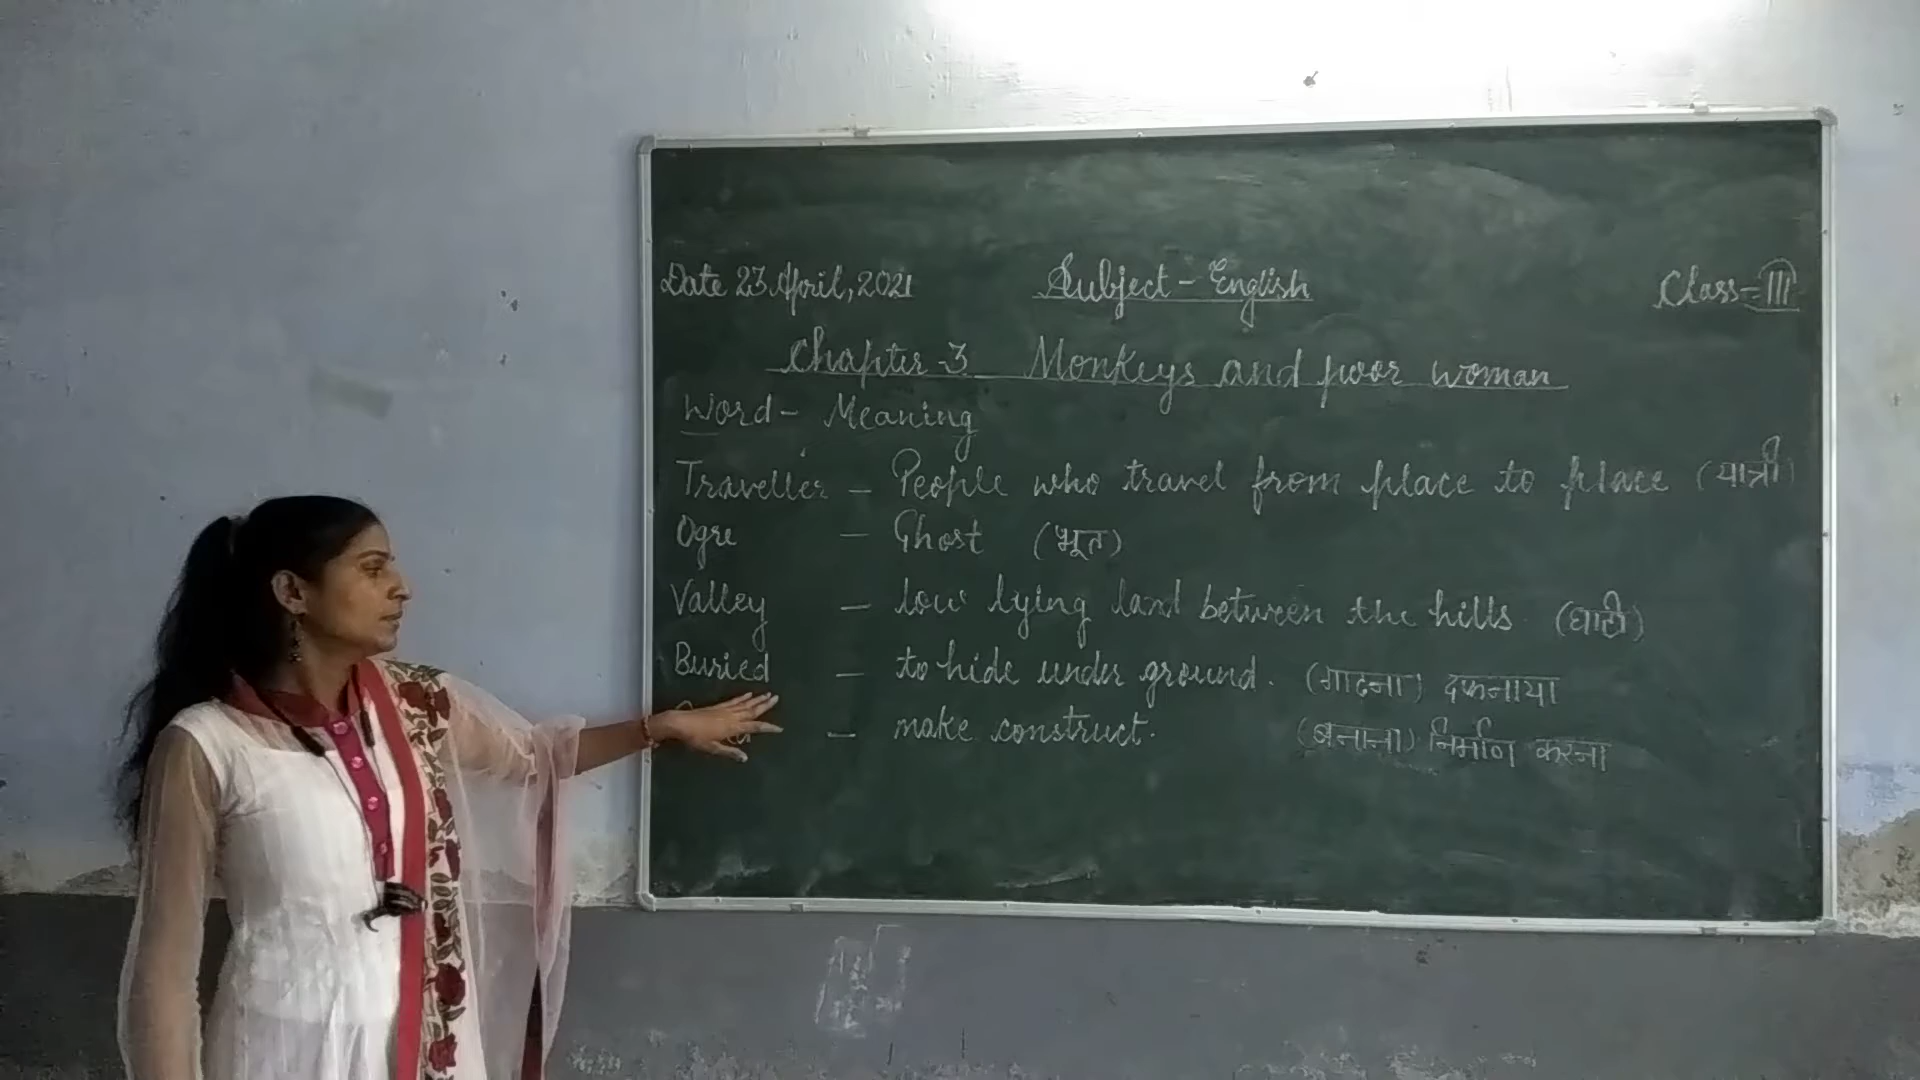 Date 23 April, 2021 Subject - English Class - III
Chapter - 3 Monkeys and poor woman
Word - Meaning
Traveller - People who travel from place to place (यात्री)
Ogre - Ghost (भूत)
Valley - low lying land between the hills. (घाटी)
Buried - to hide under ground. (गाढना) दफनाया
- make construct. (बनाना) निर्माण करना